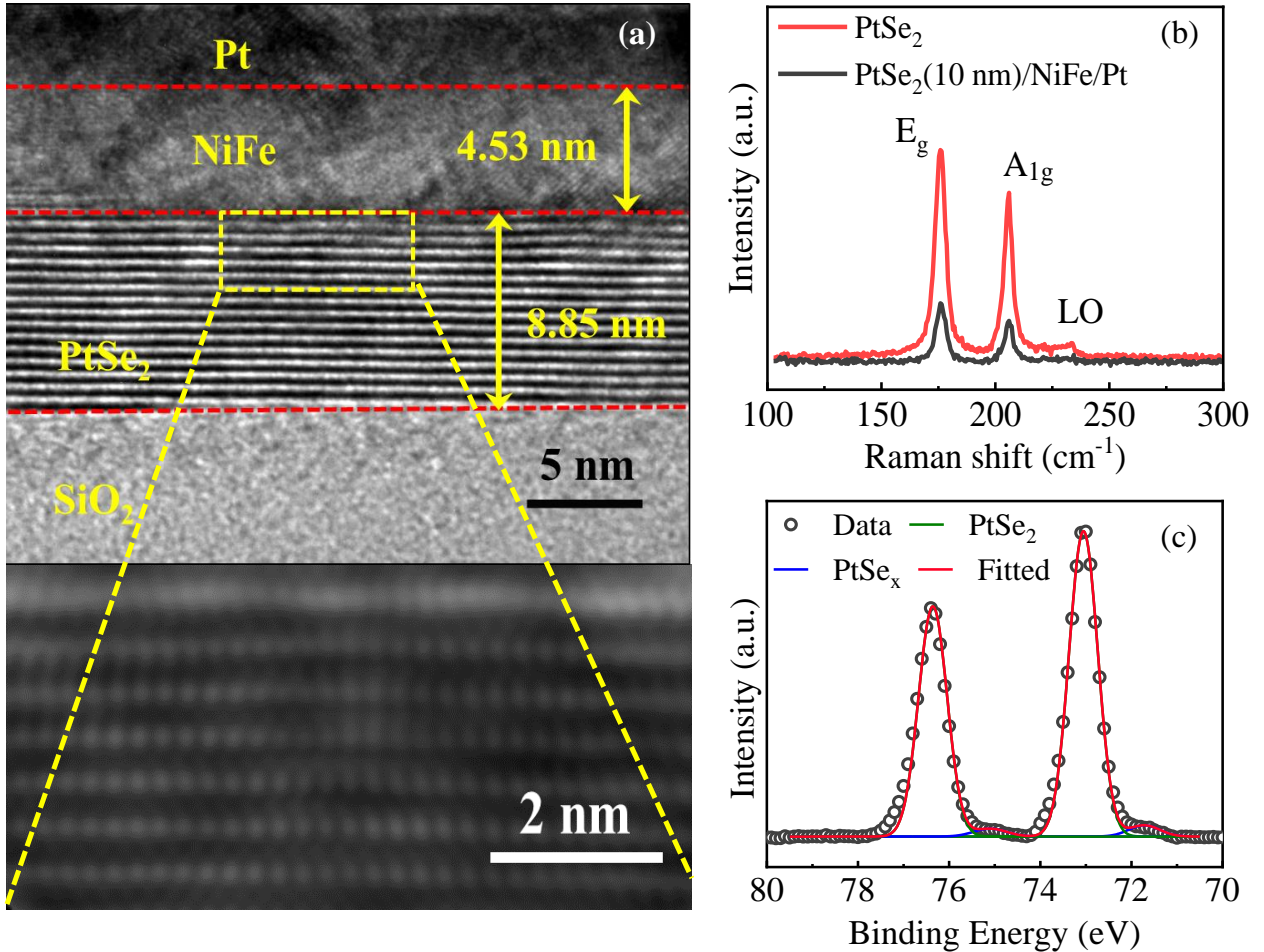 (a)
Pt
NiFe
4.53 nm
8.85 nm
PtSe₂
5 nm
SiO₂
2 nm
(b)
PtSe₂
PtSe₂(10 nm)/NiFe/Pt
E_g
A_1g
LO
Intensity (a.u.)
100 150 200 250 300
Raman shift (cm⁻¹)
(c)
Data PtSe₂
PtSeₓ Fitted
Intensity (a.u.)
80 78 76 74 72 70
Binding Energy (eV)